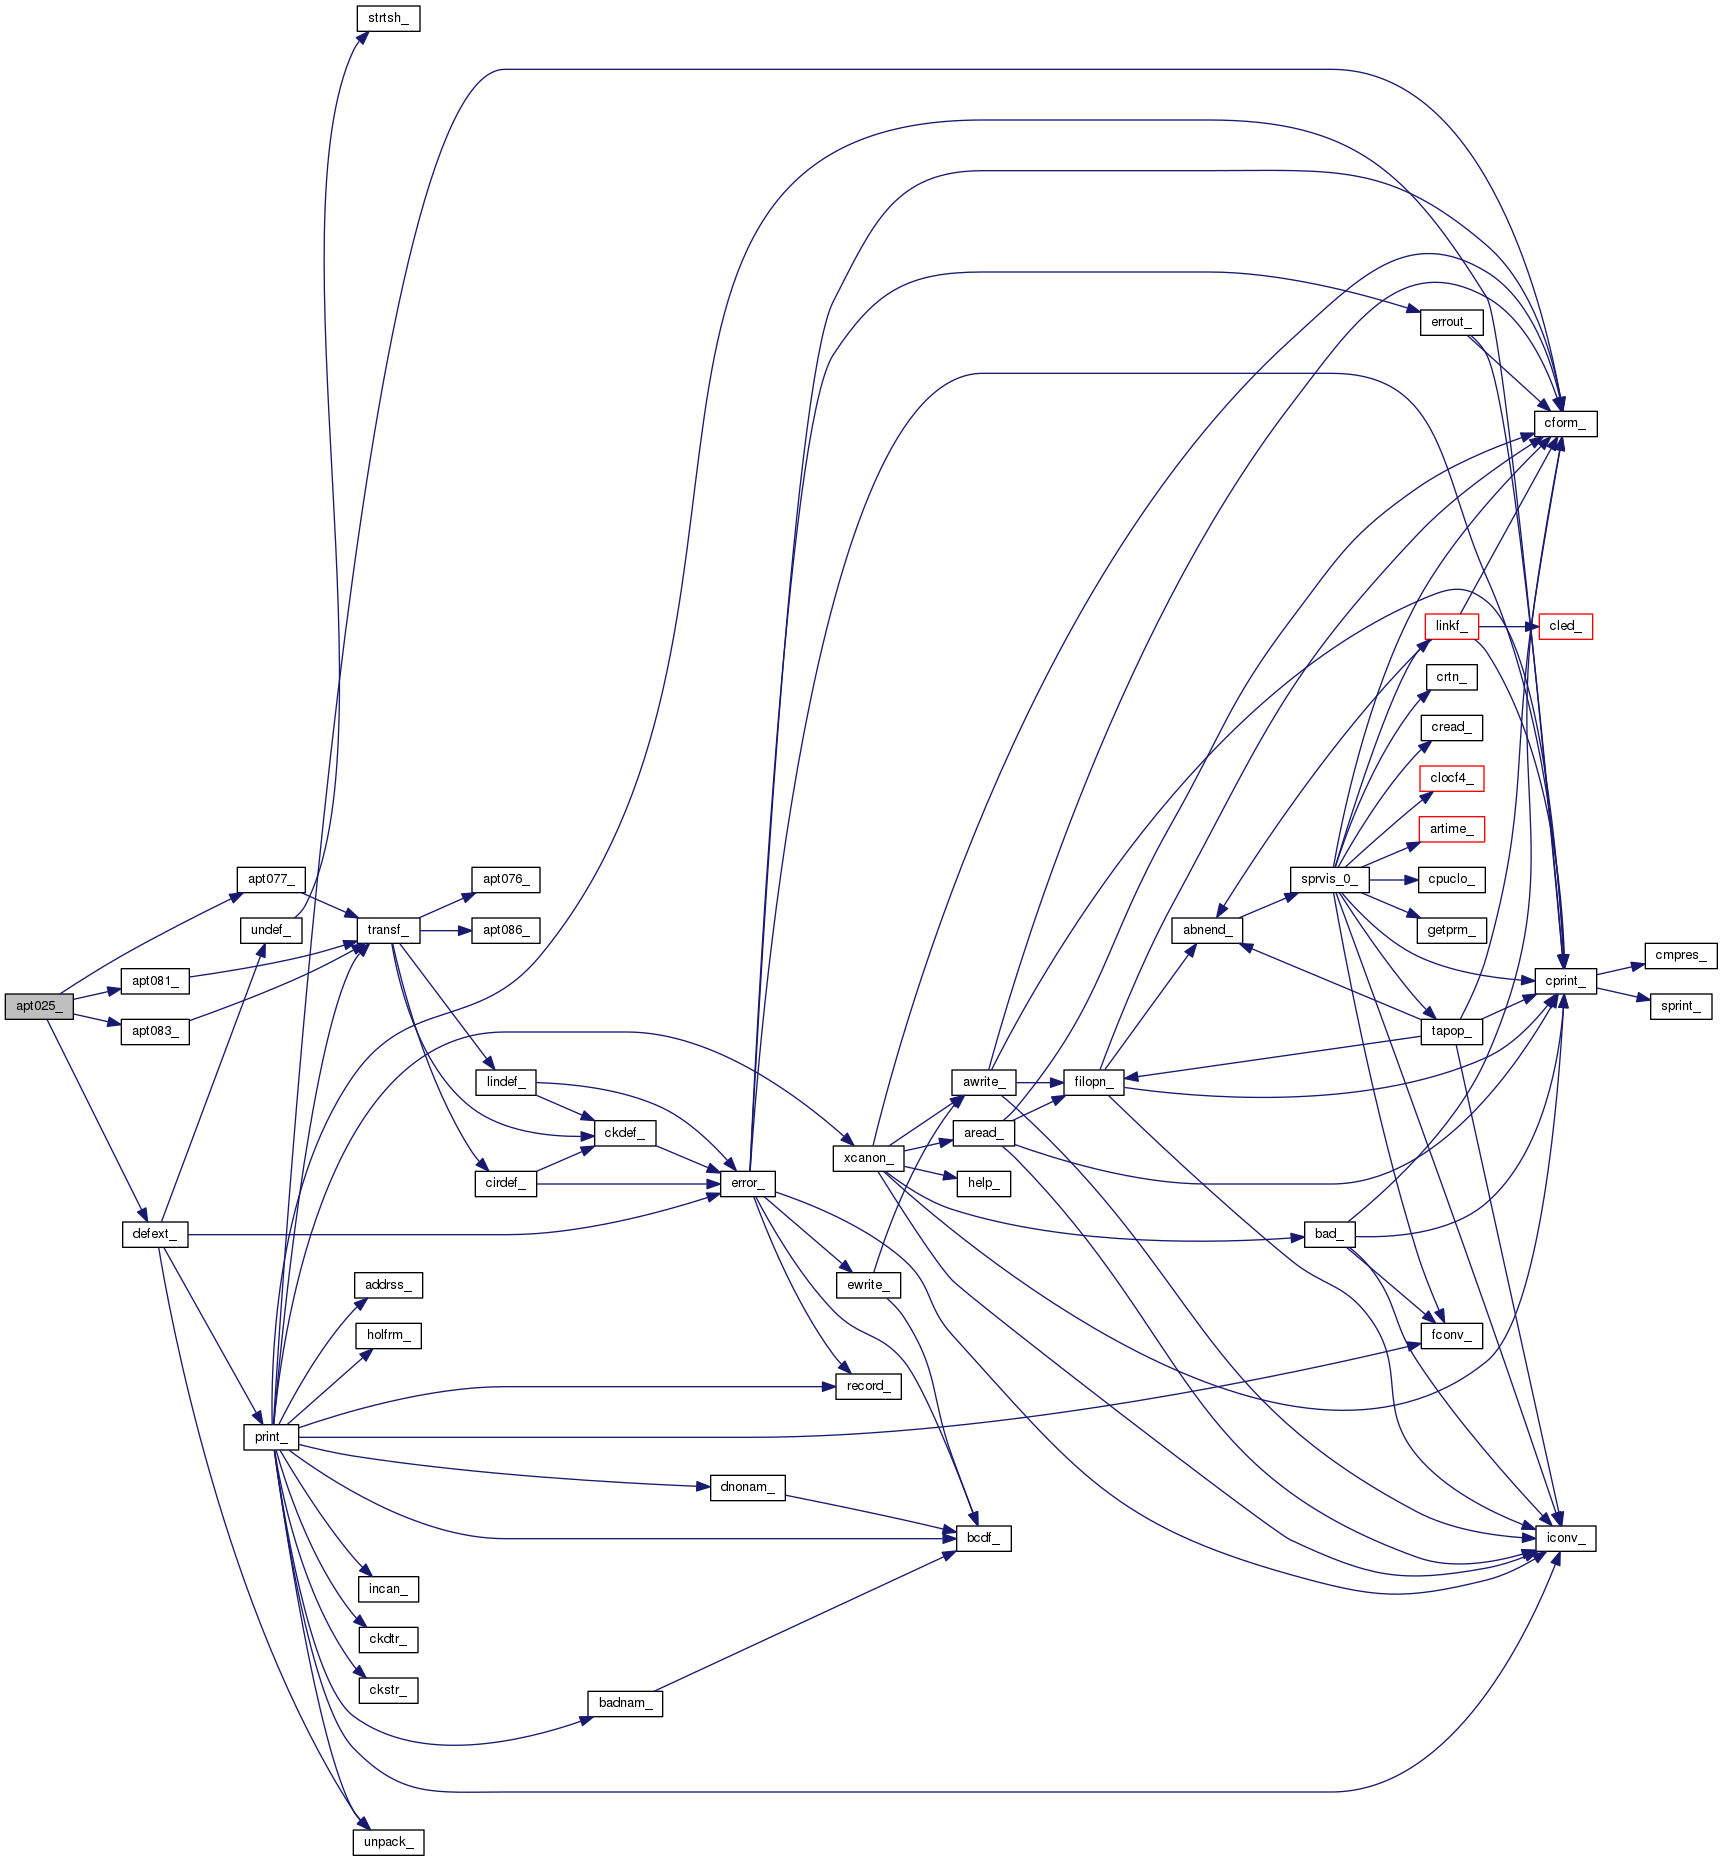 strtsh_
errout_
cform_
linkf_
cled_
crtn_
cread_
clocf4_
artime_
apt077_
apt076_
sprvis_0_
cpuclo_
undef_
transf_
apt086_
abnend_
getprm_
cmpres_
apt081_
cprint_
apt025_
sprint_
apt083_
tapop_
lindef_
awrite_
filopn_
ckdef_
aread_
xcanon_
cirdef_
error_
help_
defext_
bad_
addrss_
ewrite_
holfrm_
fconv_
record_
print_
dnonam_
bcdf_
iconv_
incan_
ckdtr_
ckstr_
badnam_
unpack_